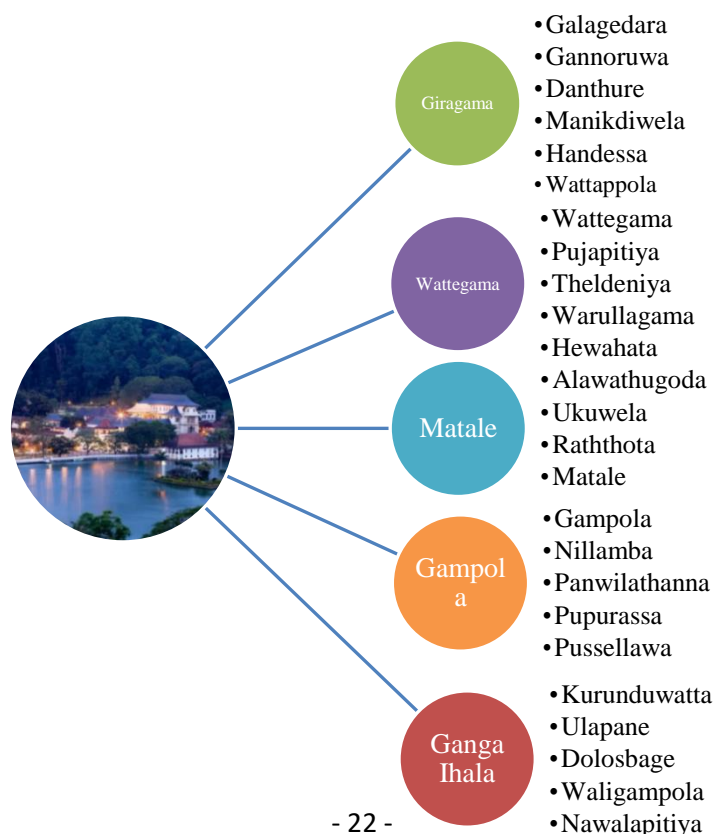 Giragama
•Galagedara
•Gannoruwa
•Danthure
•Manikdiwela
•Handessa
•Wattappola
Wattegama
•Wattegama
•Pujapitiya
•Theldeniya
•Warullagama
•Hewahata
Matale
•Alawathugoda
•Ukuwela
•Raththota
•Matale
Gampol
a
•Gampola
•Nillamba
•Panwilathanna
•Pupurassa
•Pussellawa
Ganga
Ihala
•Kurunduwatta
•Ulapane
•Dolosbage
•Waligampola
•Nawalapitiya
- 22 -